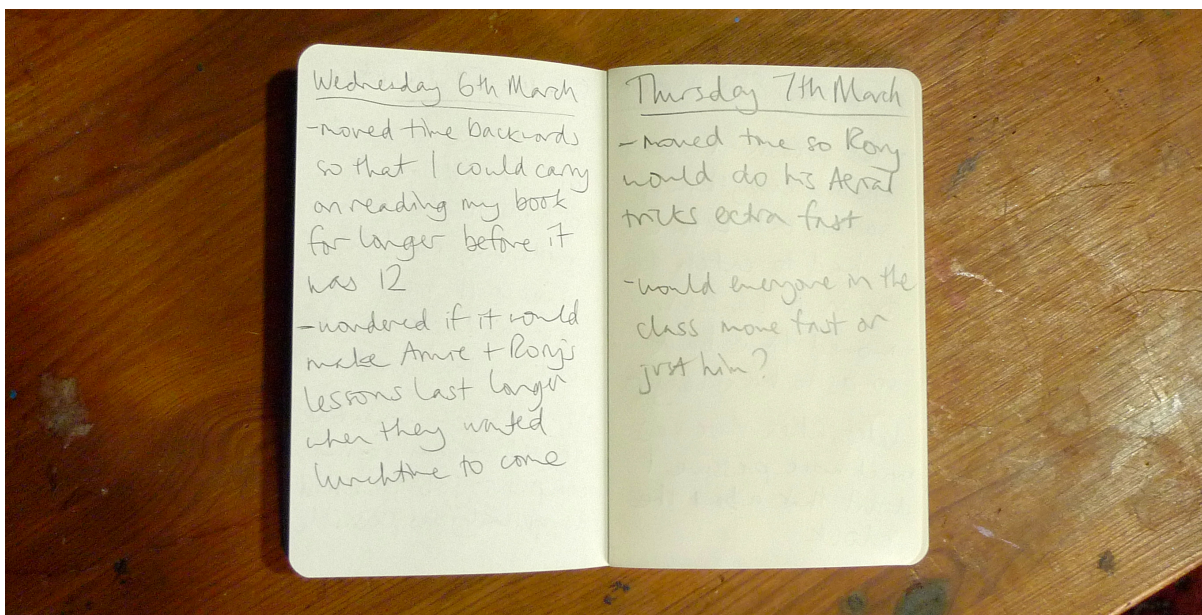 Wednesday 6th March
-moved time backwards
so that I could carry
on reading my book
for longer before it
was 12
-wondered if it would
make Annie + Rory's
lessons last longer
when they wanted
lunchtime to come
Thursday 7th March
-moved time so Rory
would do his Aerial
tricks extra fast
-would everyone in the
class move fast or
just him?